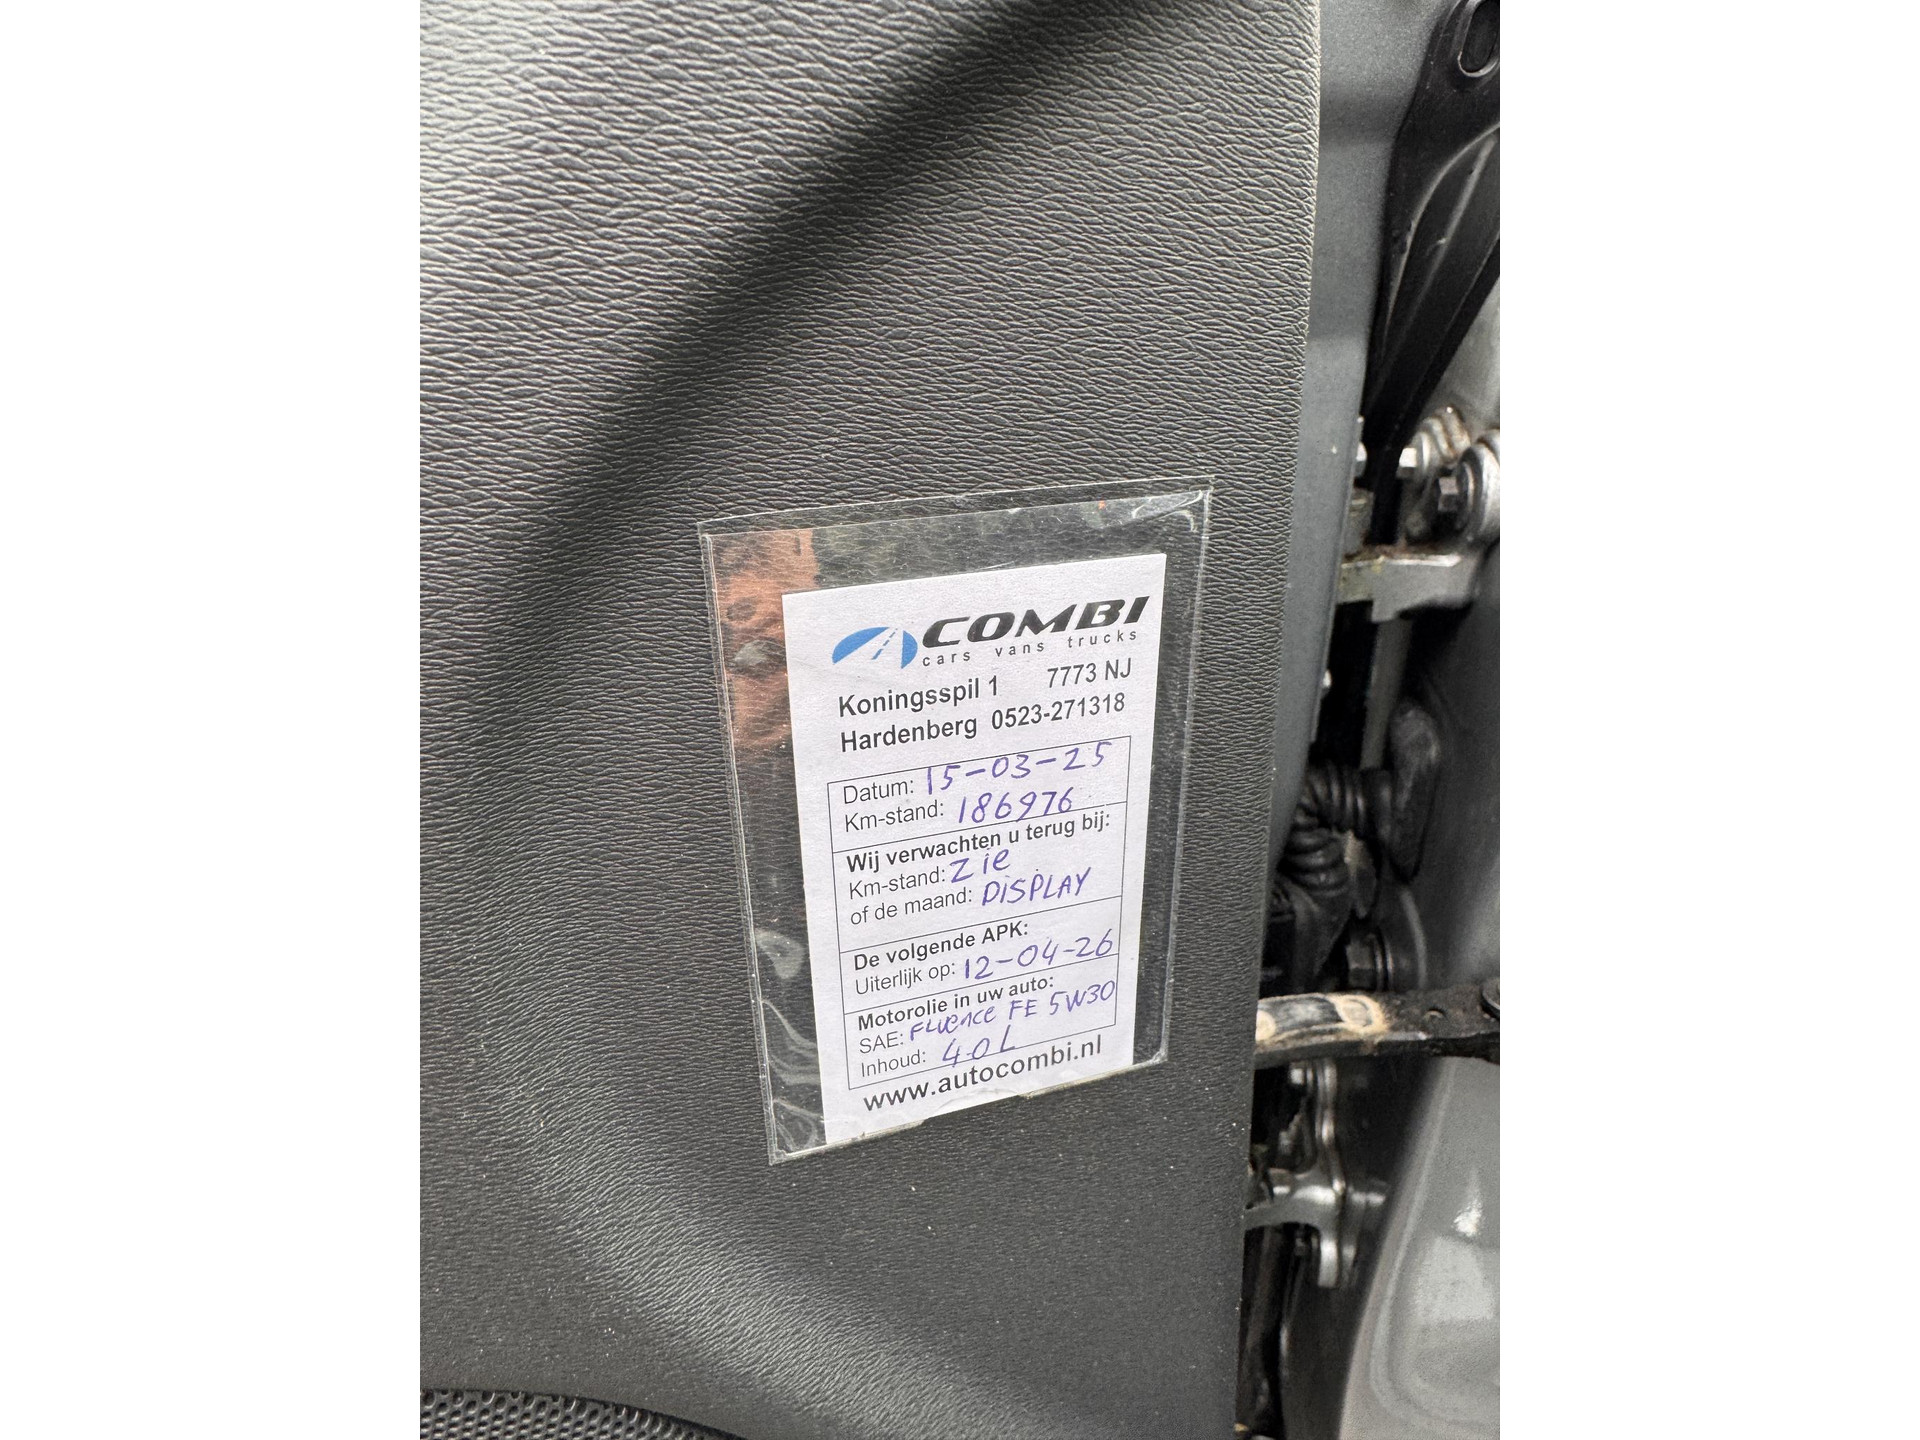 COMBI
cars vans trucks
Koningsspil 1 7773 NJ
Hardenberg 0523-271318
Datum: 15-03-25
Km-stand: 186976
Wij verwachten u terug bij:
Km-stand: Zie
of de maand: DISPLAY
De volgende APK:
Uiterlijk op: 12-04-26
Motorolie in uw auto:
SAE: FLUENCE FE 5W30
Inhoud: 4.0 L
www.autocombi.nl